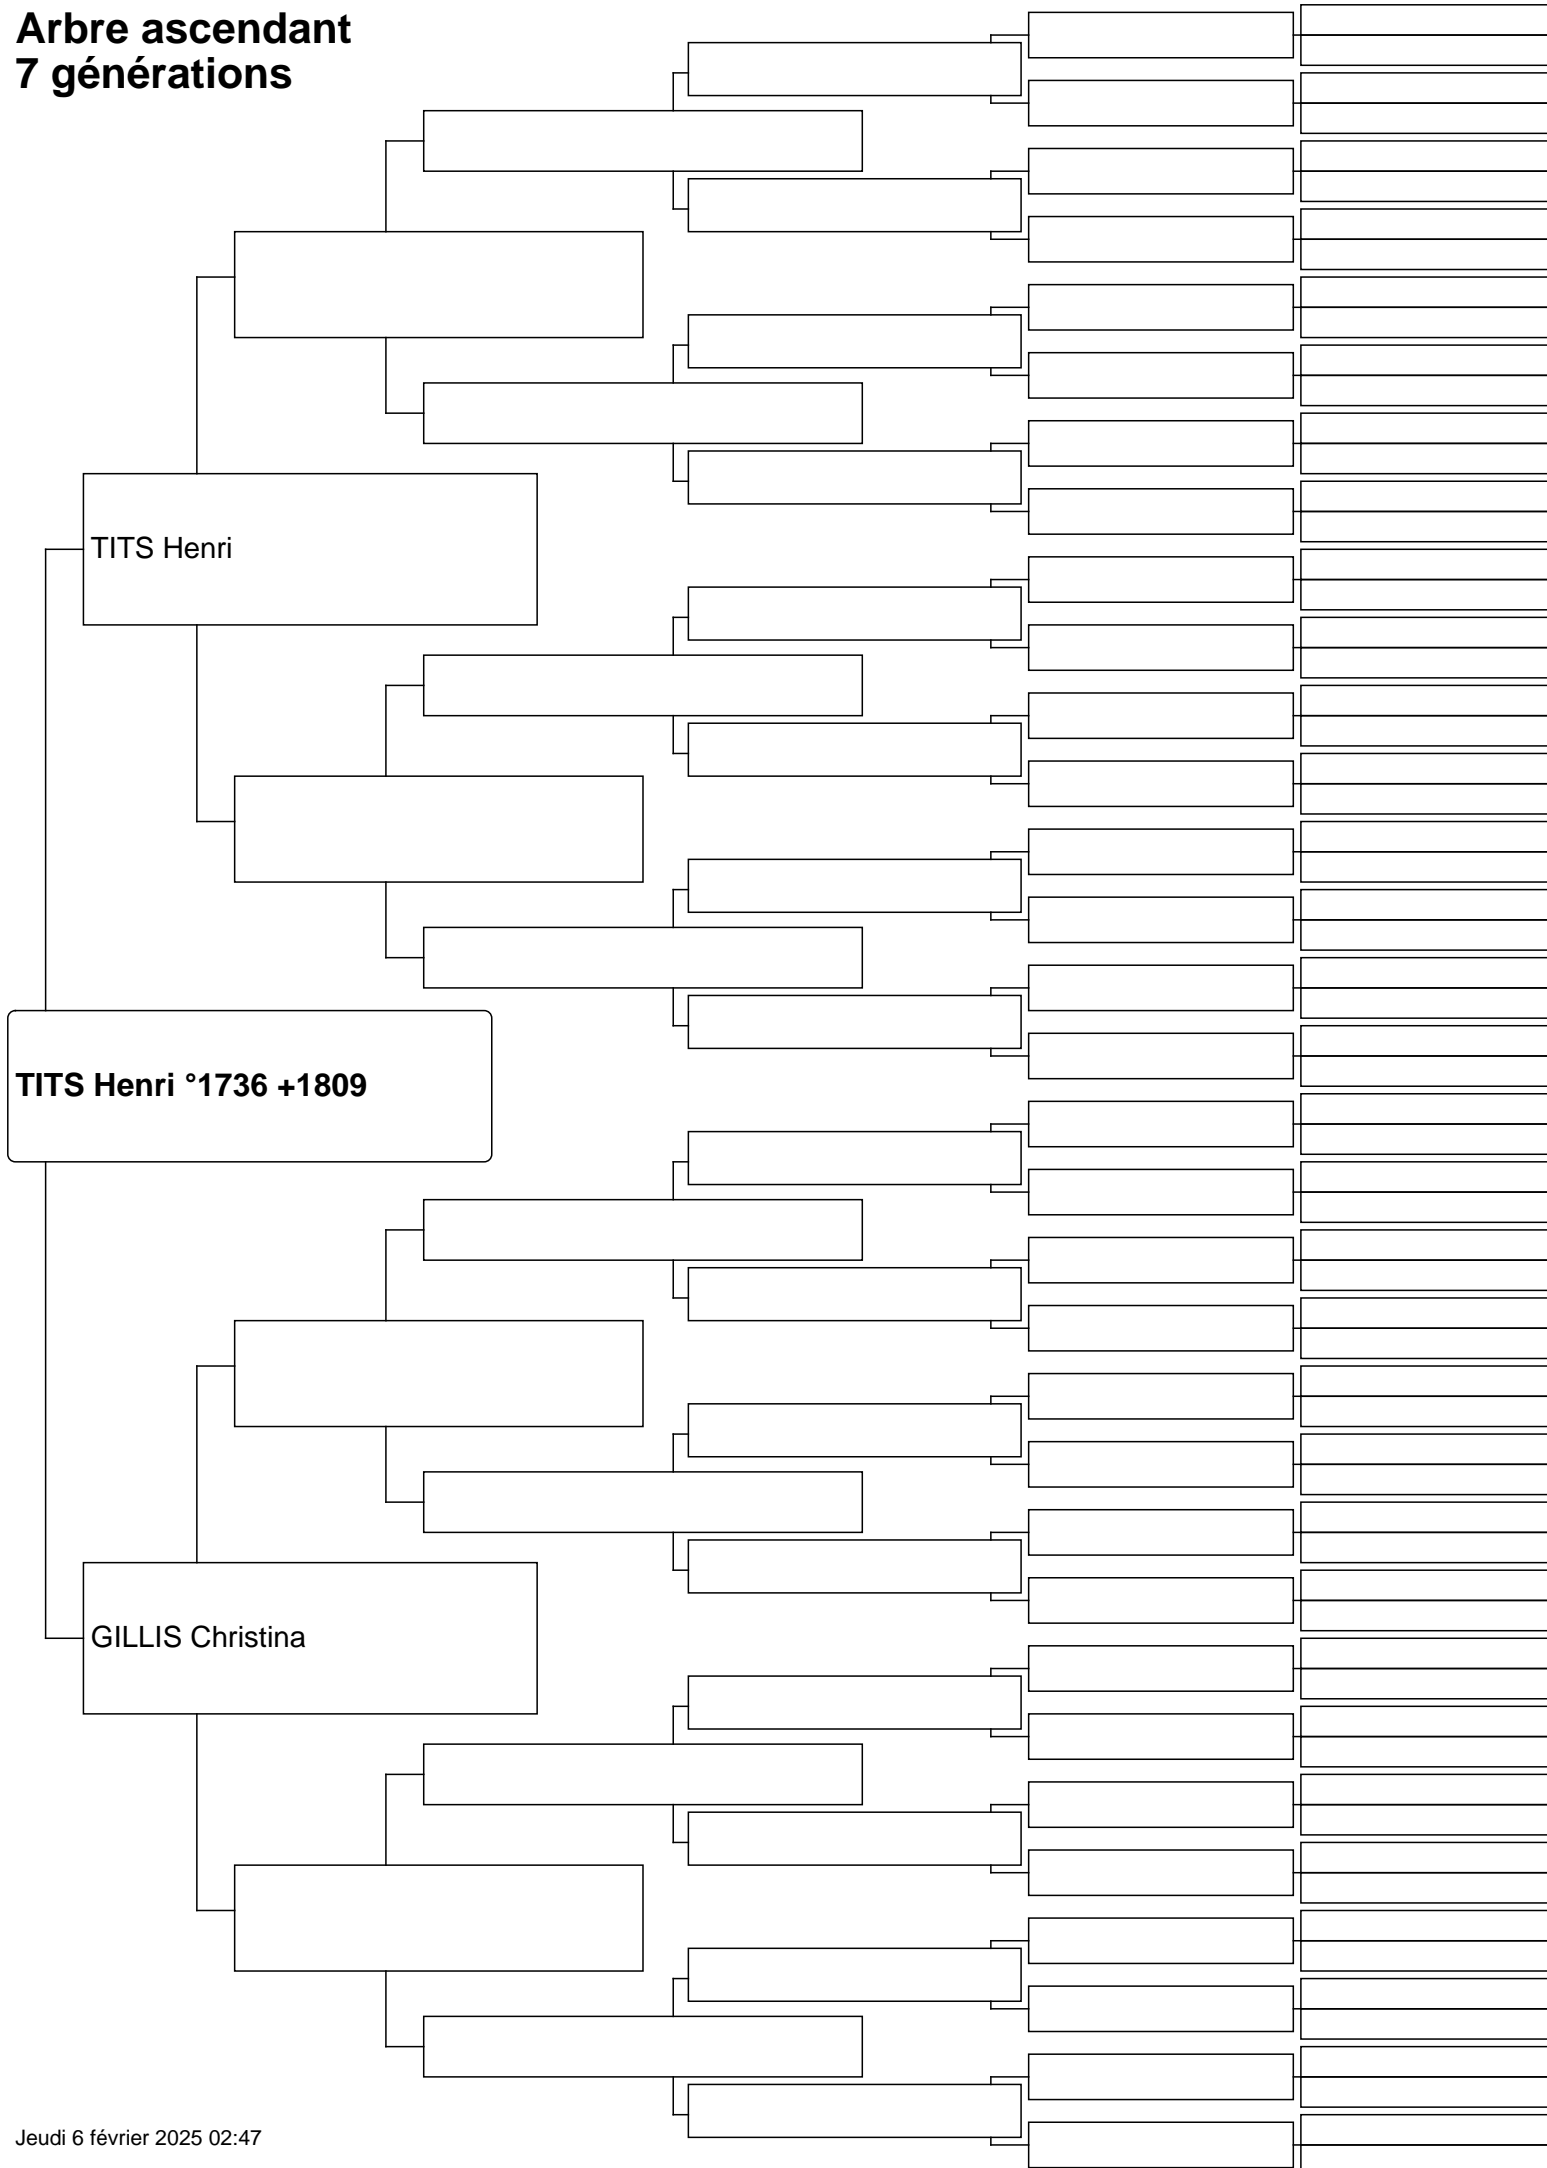 Arbre ascendant
7 générations
TITS Henri
TITS Henri °1736 +1809
GILLIS Christina
Jeudi 6 février 2025 02:47